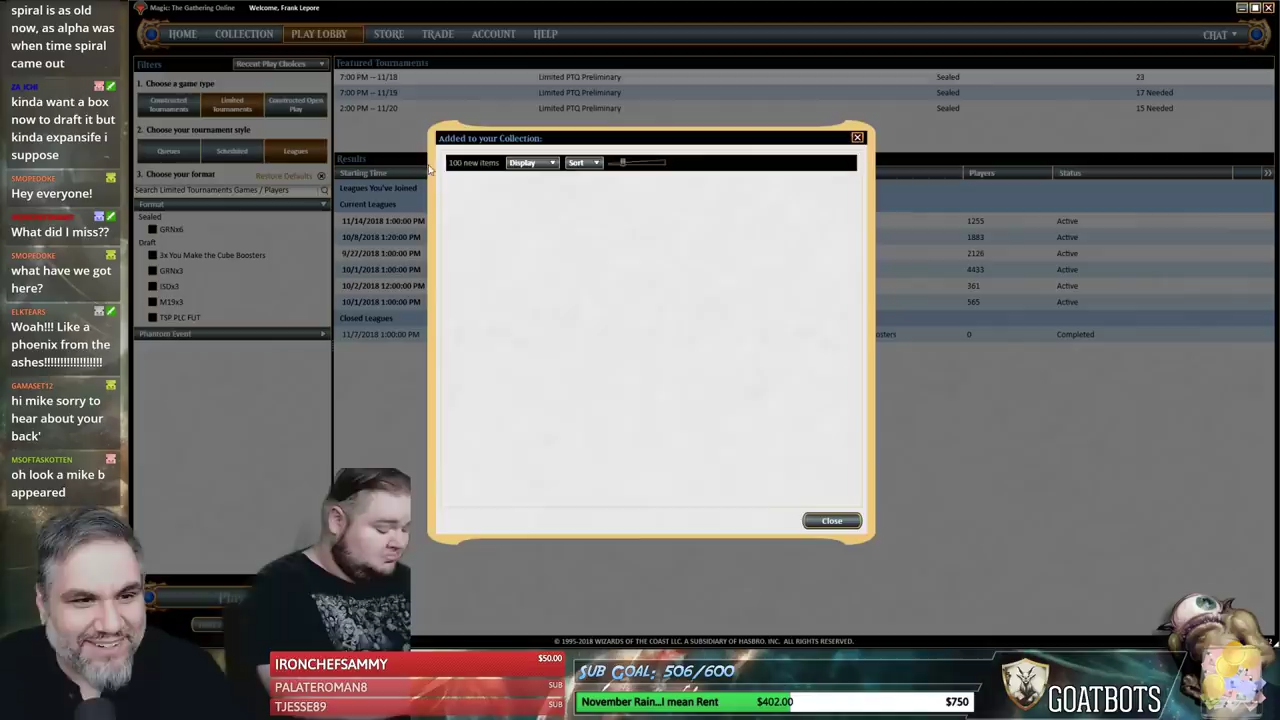 spiral is as old
now, as alpha was
when time spiral
came out
ZA_ICHI
kinda want a box
now to draft it but
kinda expansife i
suppose
SMOPEDOKE
Hey everyone!
What did I miss??
SMOPEDOKE
what have we got
here?
ELKTEARS
Woah!!! Like a
phoenix from the
ashes!!!!!!!!!!!!!!!!!!
GAMASET12
hi mike sorry to
hear about your
back'
MSOFTASKOTTEN
oh look a mike b
appeared
Magic: The Gathering Online Welcome, Frank Lepore
HOME COLLECTION PLAY LOBBY STORE TRADE ACCOUNT HELP CHAT
Filters Recent Play Choices
1. Choose a game type
Constructed Tournaments Limited Tournaments Constructed Open Play
2. Choose your tournament style
Queues Scheduled Leagues
3. Choose your format Restore Defaults
Search Limited Tournaments Games / Players
Format
Sealed
GRNx6
Draft
3x You Make the Cube Boosters
GRNx3
ISDx3
M19x3
TSP PLC FUT
Phantom Event
Featured Tournaments
7:00 PM -- 11/18 Limited PTQ Preliminary Sealed 23
7:00 PM -- 11/19 Limited PTQ Preliminary Sealed 17 Needed
2:00 PM -- 11/20 Limited PTQ Preliminary Sealed 15 Needed
Results
Starting Time Players Status
Leagues You've Joined
Current Leagues
11/14/2018 1:00:00 PM 1255 Active
10/8/2018 1:20:00 PM 1883 Active
9/27/2018 1:00:00 PM 2126 Active
10/1/2018 1:00:00 PM 4433 Active
10/2/2018 12:00:00 PM 361 Active
10/1/2018 1:00:00 PM 565 Active
Closed Leagues
11/7/2018 1:00:00 PM osters 0 Completed
Added to your Collection:
100 new items Display Sort
Close
© 1995-2018 WIZARDS OF THE COAST LLC. A SUBSIDIARY OF HASBRO, INC. ALL RIGHTS RESERVED.
IRONCHEFSAMMY $50.00
PALATEROMAN8 SUB
TJESSE89 SUB
SUB GOAL: 506/600
November Rain...I mean Rent $402.00 $750
GOATBOTS